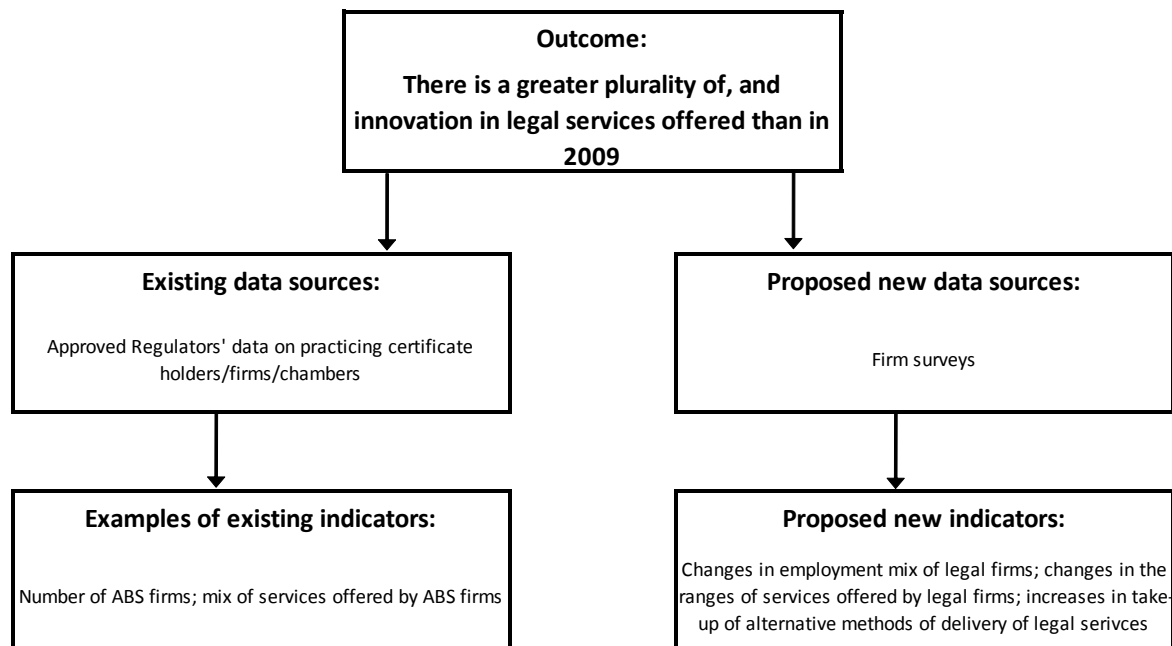 Outcome:
There is a greater plurality of, and
innovation in legal services offered than in
2009
Existing data sources:
Approved Regulators' data on practicing certificate
holders/firms/chambers
Proposed new data sources:
Firm surveys
Examples of existing indicators:
Number of ABS firms; mix of services offered by ABS firms
Proposed new indicators:
Changes in employment mix of legal firms; changes in the
ranges of services offered by legal firms; increases in take-
up of alternative methods of delivery of legal serivces